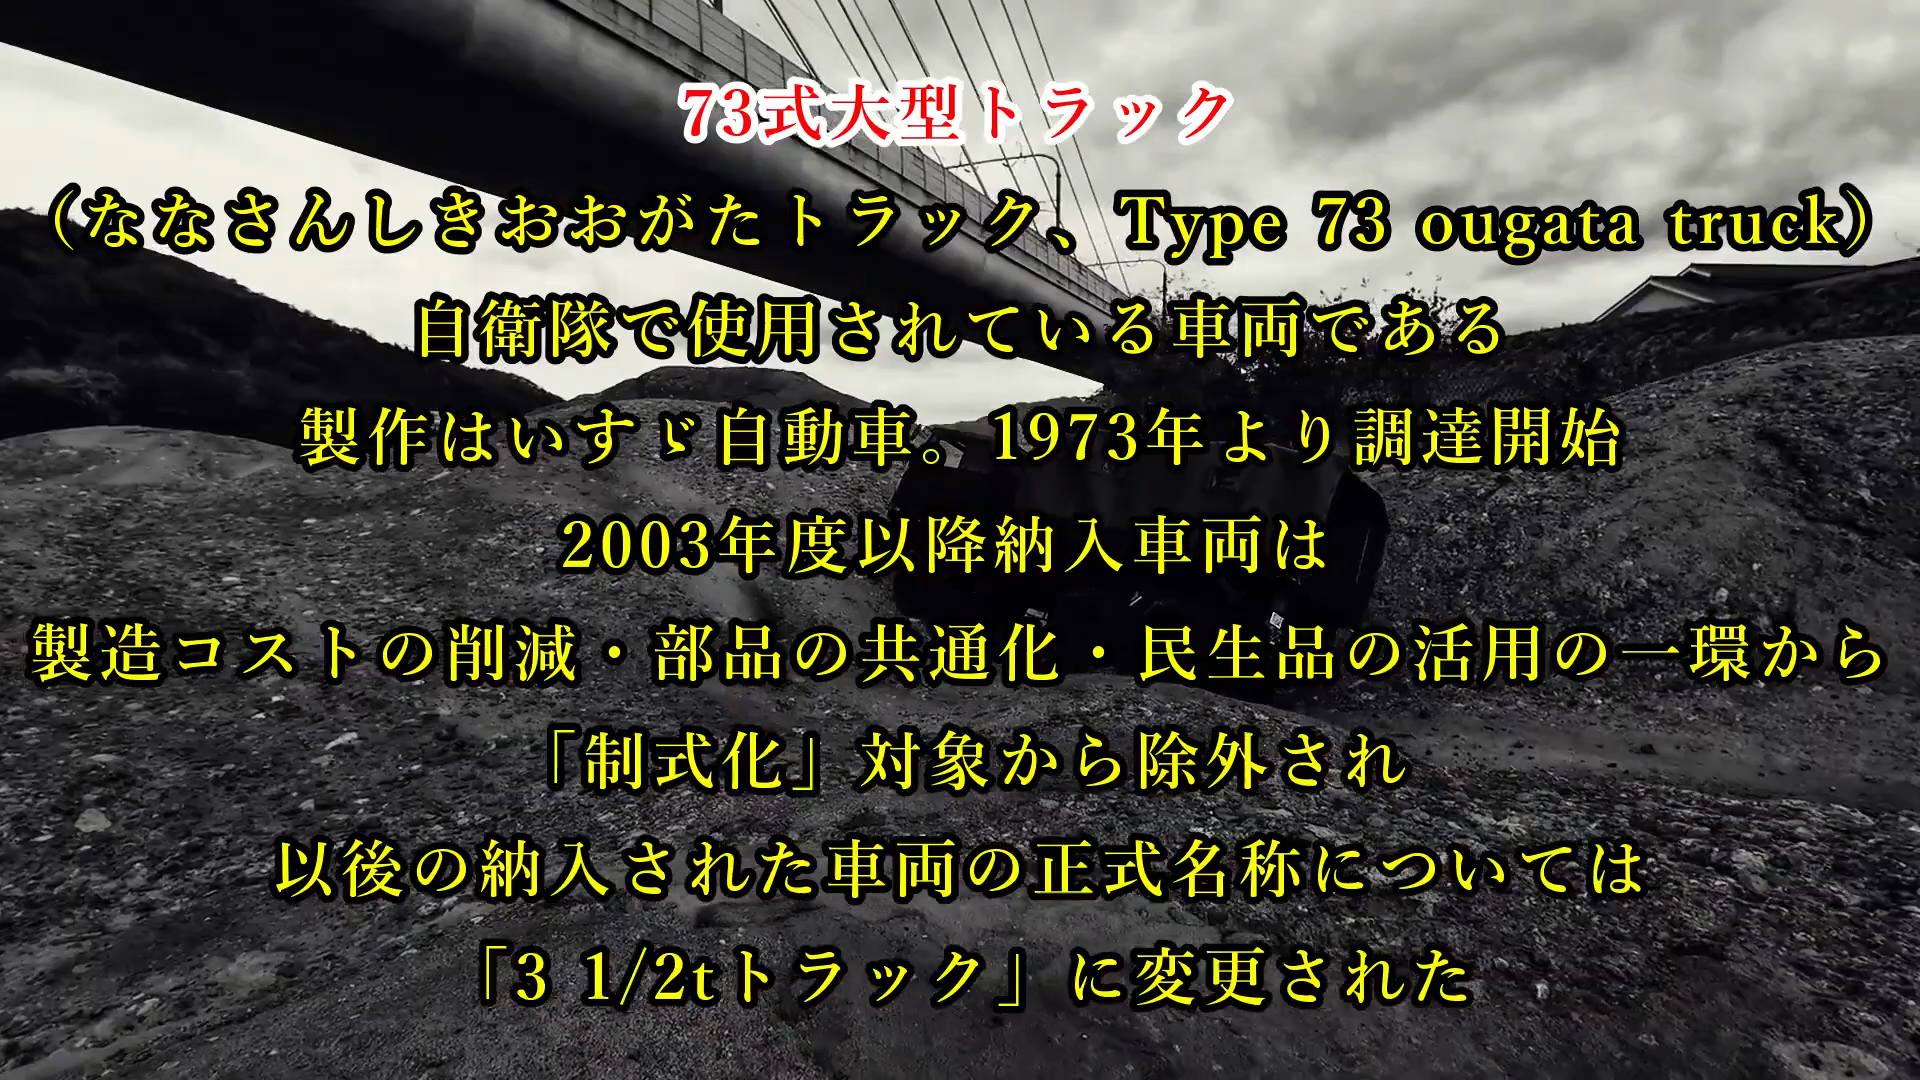 73式大型トラック
（ななさんしきおおがたトラック、Type 73 ougata truck）
自衛隊で使用されている車両である
製作はいすゞ自動車。1973年より調達開始
2003年度以降納入車両は
製造コストの削減・部品の共通化・民生品の活用の一環から
「制式化」対象から除外され
以後の納入された車両の正式名称については
「3 1/2tトラック」に変更された